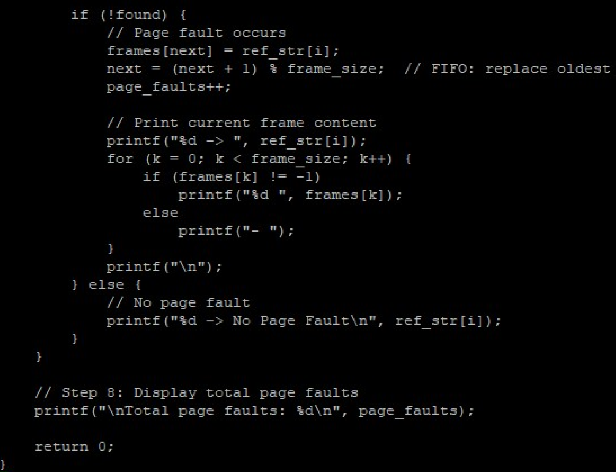 if (!found) {
// Page fault occurs
frames[next] = ref_str[i];
next = (next + 1) % frame_size;  // FIFO: replace oldest
page_faults++;
// Print current frame content
printf("%d -> ", ref_str[i]);
for (k = 0; k < frame_size; k++) {
if (frames[k] != -1)
printf("%d ", frames[k]);
else
printf("- ");
}
printf("\n");
} else {
// No page fault
printf("%d -> No Page Fault\n", ref_str[i]);
}
}
// Step 8: Display total page faults
printf("\nTotal page faults: %d\n", page_faults);
return 0;
}